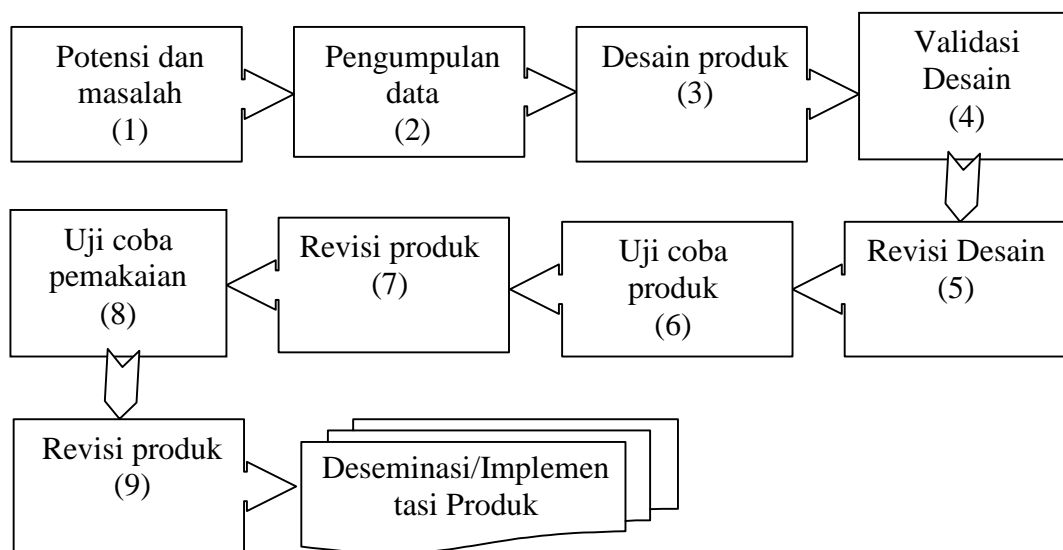 Potensi dan
masalah
(1)
Pengumpulan
data
(2)
Desain produk
(3)
Validasi
Desain
(4)
Revisi Desain
(5)
Uji coba
produk
(6)
Revisi produk
(7)
Uji coba
pemakaian
(8)
Revisi produk
(9)
Deseminasi/Implemen
tasi Produk